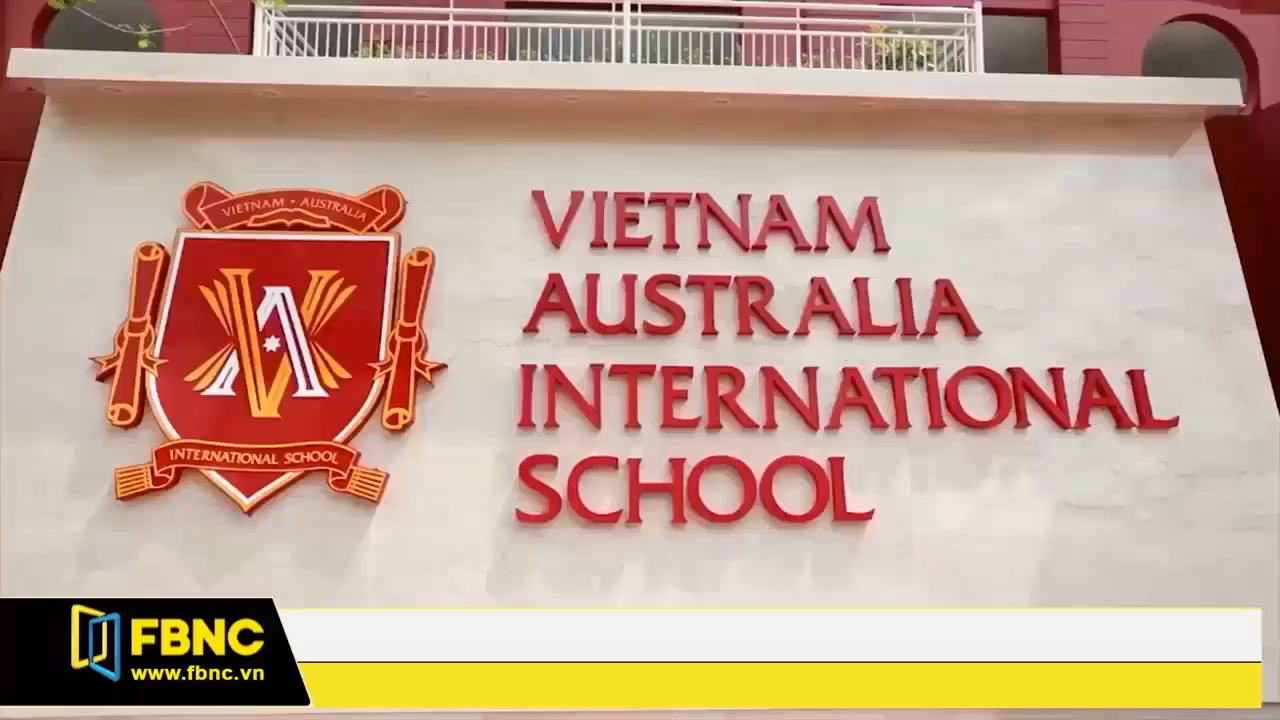 VIETNAM • AUSTRALIA
INTERNATIONAL SCHOOL
VIETNAM
AUSTRALIA
INTERNATIONAL
SCHOOL
FBNC
www.fbnc.vn